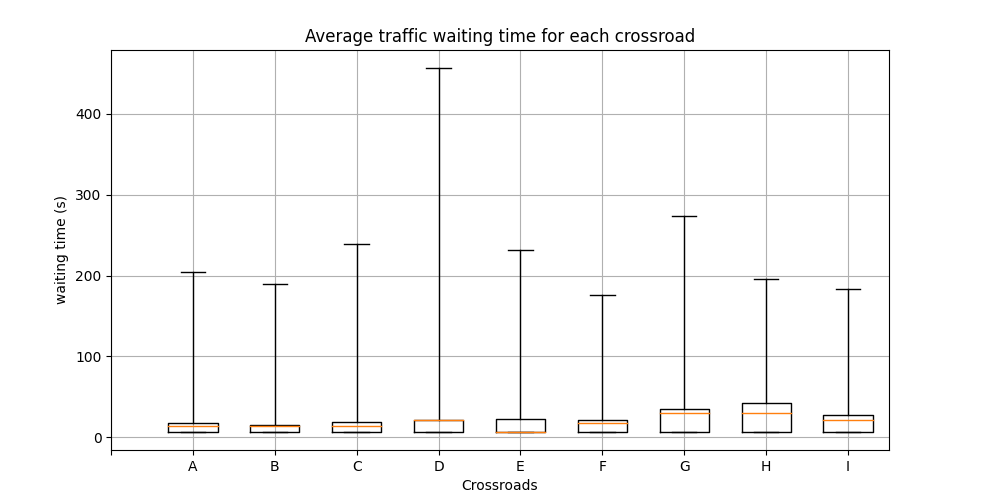 Average traffic waiting time for each crossroad
waiting time (s)
400
300
200
100
0
A B C D E F G H I
Crossroads